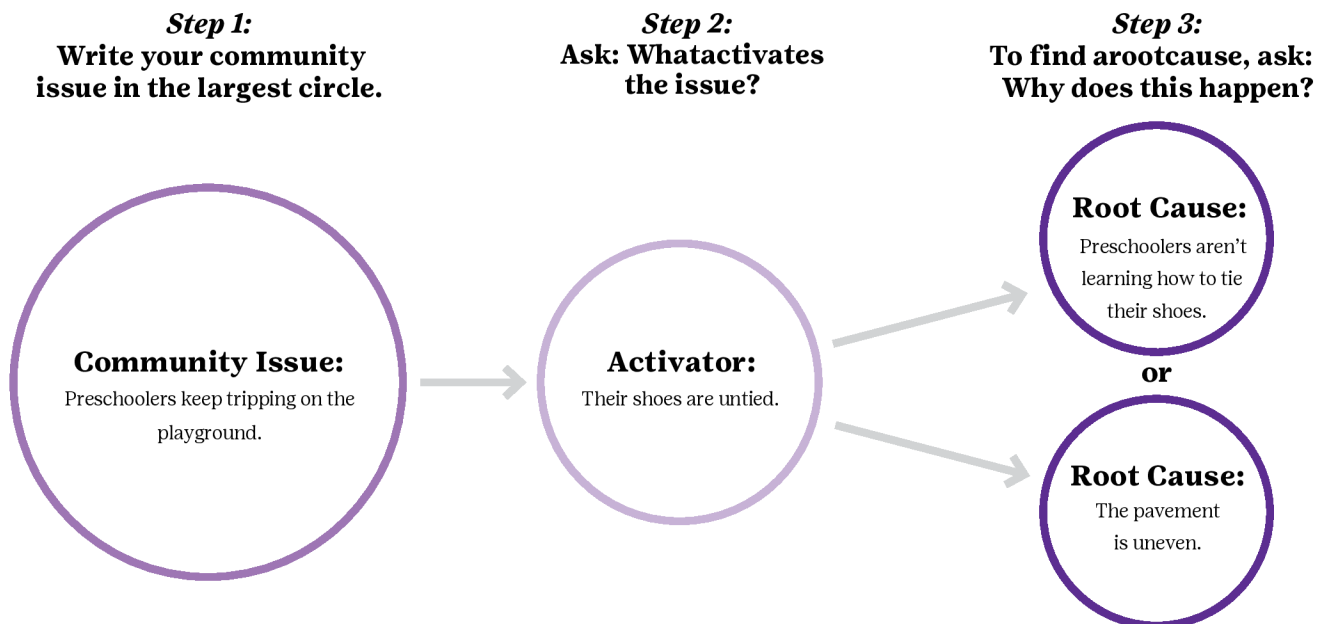 Step 1:
Write your community
issue in the largest circle.
Step 2:
Ask: Whatactivates
the issue?
Step 3:
To find arootcause, ask:
Why does this happen?
Community Issue:
Preschoolers keep tripping on the
playground.
Activator:
Their shoes are untied.
Root Cause:
Preschoolers aren’t
learning how to tie
their shoes.
or
Root Cause:
The pavement
is uneven.